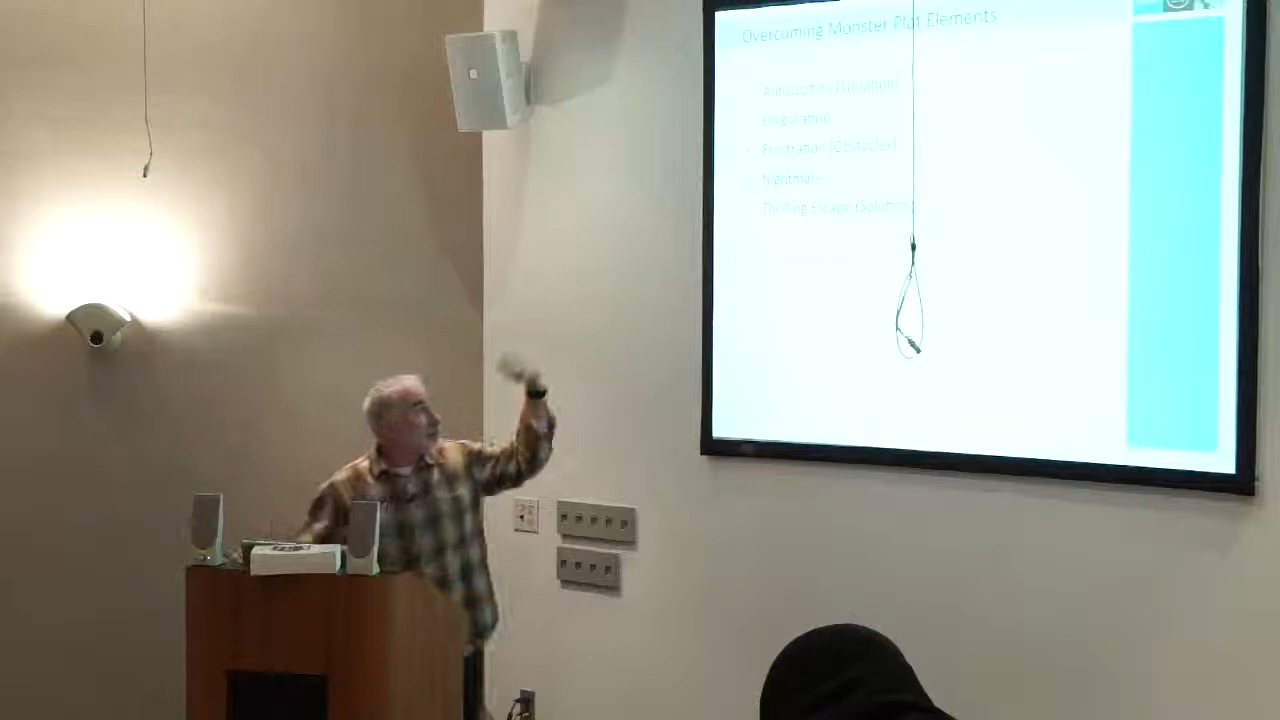 Overcoming Monster Plot Elements
Anticipation (Situation)
Preparation
Frustration (Obstacles)
Nightmare
Thrilling Escape (Solution)